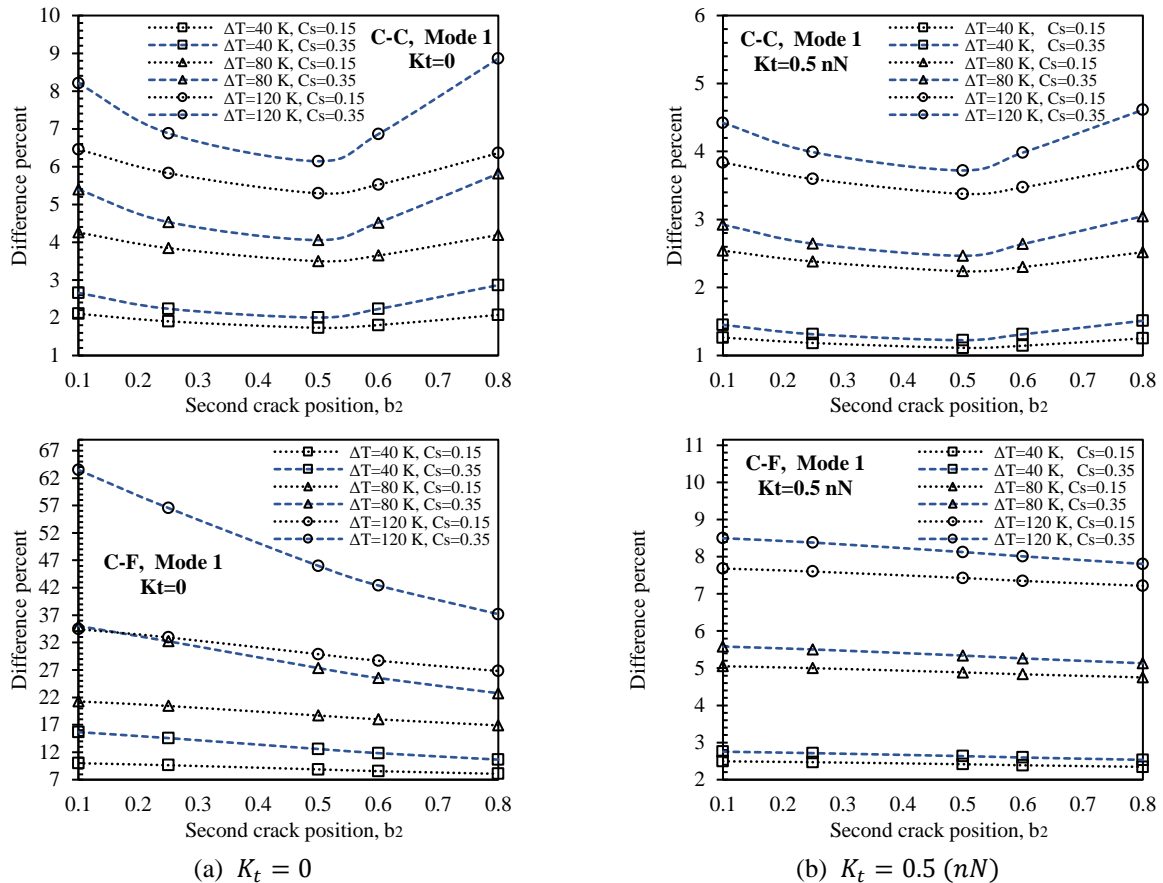 10
9
8
7
6
5
4
3
2
1
Difference percent
ΔT=40 K, Cs=0.15
ΔT=40 K, Cs=0.35
ΔT=80 K, Cs=0.15
ΔT=80 K, Cs=0.35
ΔT=120 K, Cs=0.15
ΔT=120 K, Cs=0.35
C-C, Mode 1
Kt=0
0.1 0.2 0.3 0.4 0.5 0.6 0.7 0.8
Second crack position, b2
6
5
4
3
2
1
Difference percent
C-C, Mode 1
Kt=0.5 nN
ΔT=40 K, Cs=0.15
ΔT=40 K, Cs=0.35
ΔT=80 K, Cs=0.15
ΔT=80 K, Cs=0.35
ΔT=120 K, Cs=0.15
ΔT=120 K, Cs=0.35
0.1 0.2 0.3 0.4 0.5 0.6 0.7 0.8
Second crack position, b2
67
62
57
52
47
42
37
32
27
22
17
12
7
Difference percent
ΔT=40 K, Cs=0.15
ΔT=40 K, Cs=0.35
ΔT=80 K, Cs=0.15
ΔT=80 K, Cs=0.35
ΔT=120 K, Cs=0.15
ΔT=120 K, Cs=0.35
C-F, Mode 1
Kt=0
0.1 0.2 0.3 0.4 0.5 0.6 0.7 0.8
Second crack position, b2
(a) K_t = 0
11
10
9
8
7
6
5
4
3
2
Difference percent
C-F, Mode 1
Kt=0.5 nN
ΔT=40 K, Cs=0.15
ΔT=40 K, Cs=0.35
ΔT=80 K, Cs=0.15
ΔT=80 K, Cs=0.35
ΔT=120 K, Cs=0.15
ΔT=120 K, Cs=0.35
0.1 0.2 0.3 0.4 0.5 0.6 0.7 0.8
Second crack position, b2
(b) K_t = 0.5 (nN)